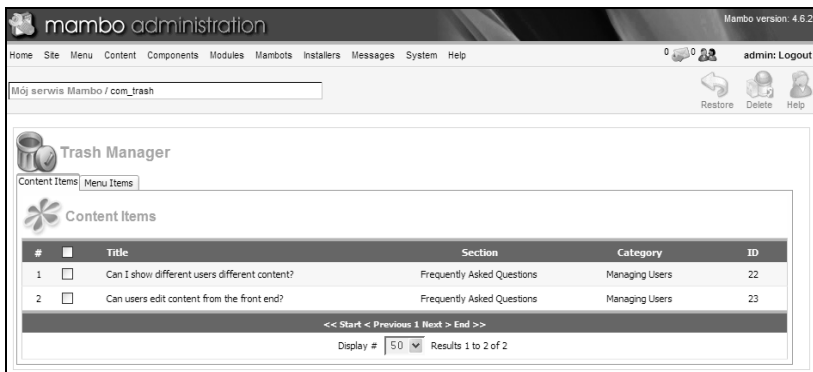 mambo administration
Mambo version: 4.6.2
Home Site Menu Content Components Modules Mambots Installers Messages System Help
0 0
admin: Logout
Mój serwis Mambo / com_trash
Restore Delete Help
Trash Manager
Content Items Menu Items
Content Items
# Title Section Category ID
1 Can I show different users different content? Frequently Asked Questions Managing Users 22
2 Can users edit content from the front end? Frequently Asked Questions Managing Users 23
<< Start < Previous 1 Next > End >>
Display # 50 Results 1 to 2 of 2